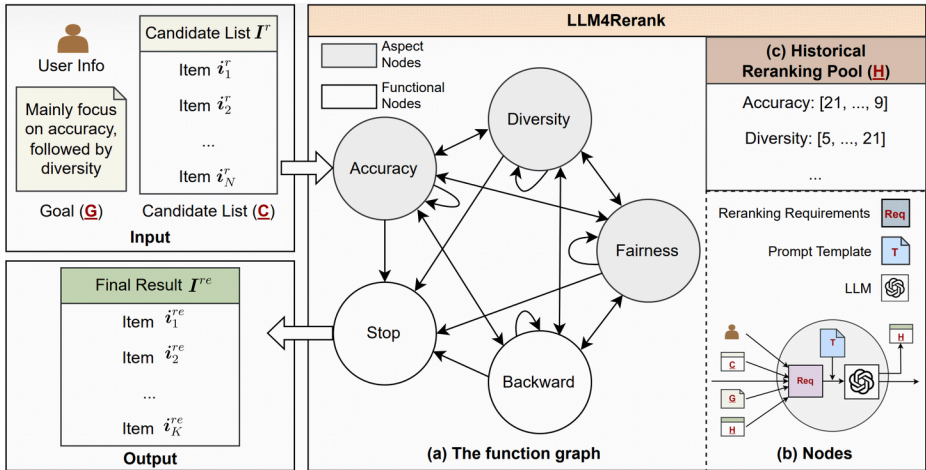 LLM4Rerank
User Info
Candidate List I^r
Item i_1^r
Item i_2^r
...
Item i_N^r
Mainly focus
on accuracy,
followed by
diversity
Goal (G)
Candidate List (C)
Input
Final Result I^re
Item i_1^re
Item i_2^re
...
Item i_K^re
Output
Aspect
Nodes
Functional
Nodes
Diversity
Accuracy
Fairness
Stop
Backward
(a) The function graph
(c) Historical
Reranking Pool (H)
Accuracy: [21, ..., 9]
Diversity: [5, ..., 21]
...
Reranking Requirements
Req
Prompt Template
T
LLM
T
H
C
Req
G
H
(b) Nodes